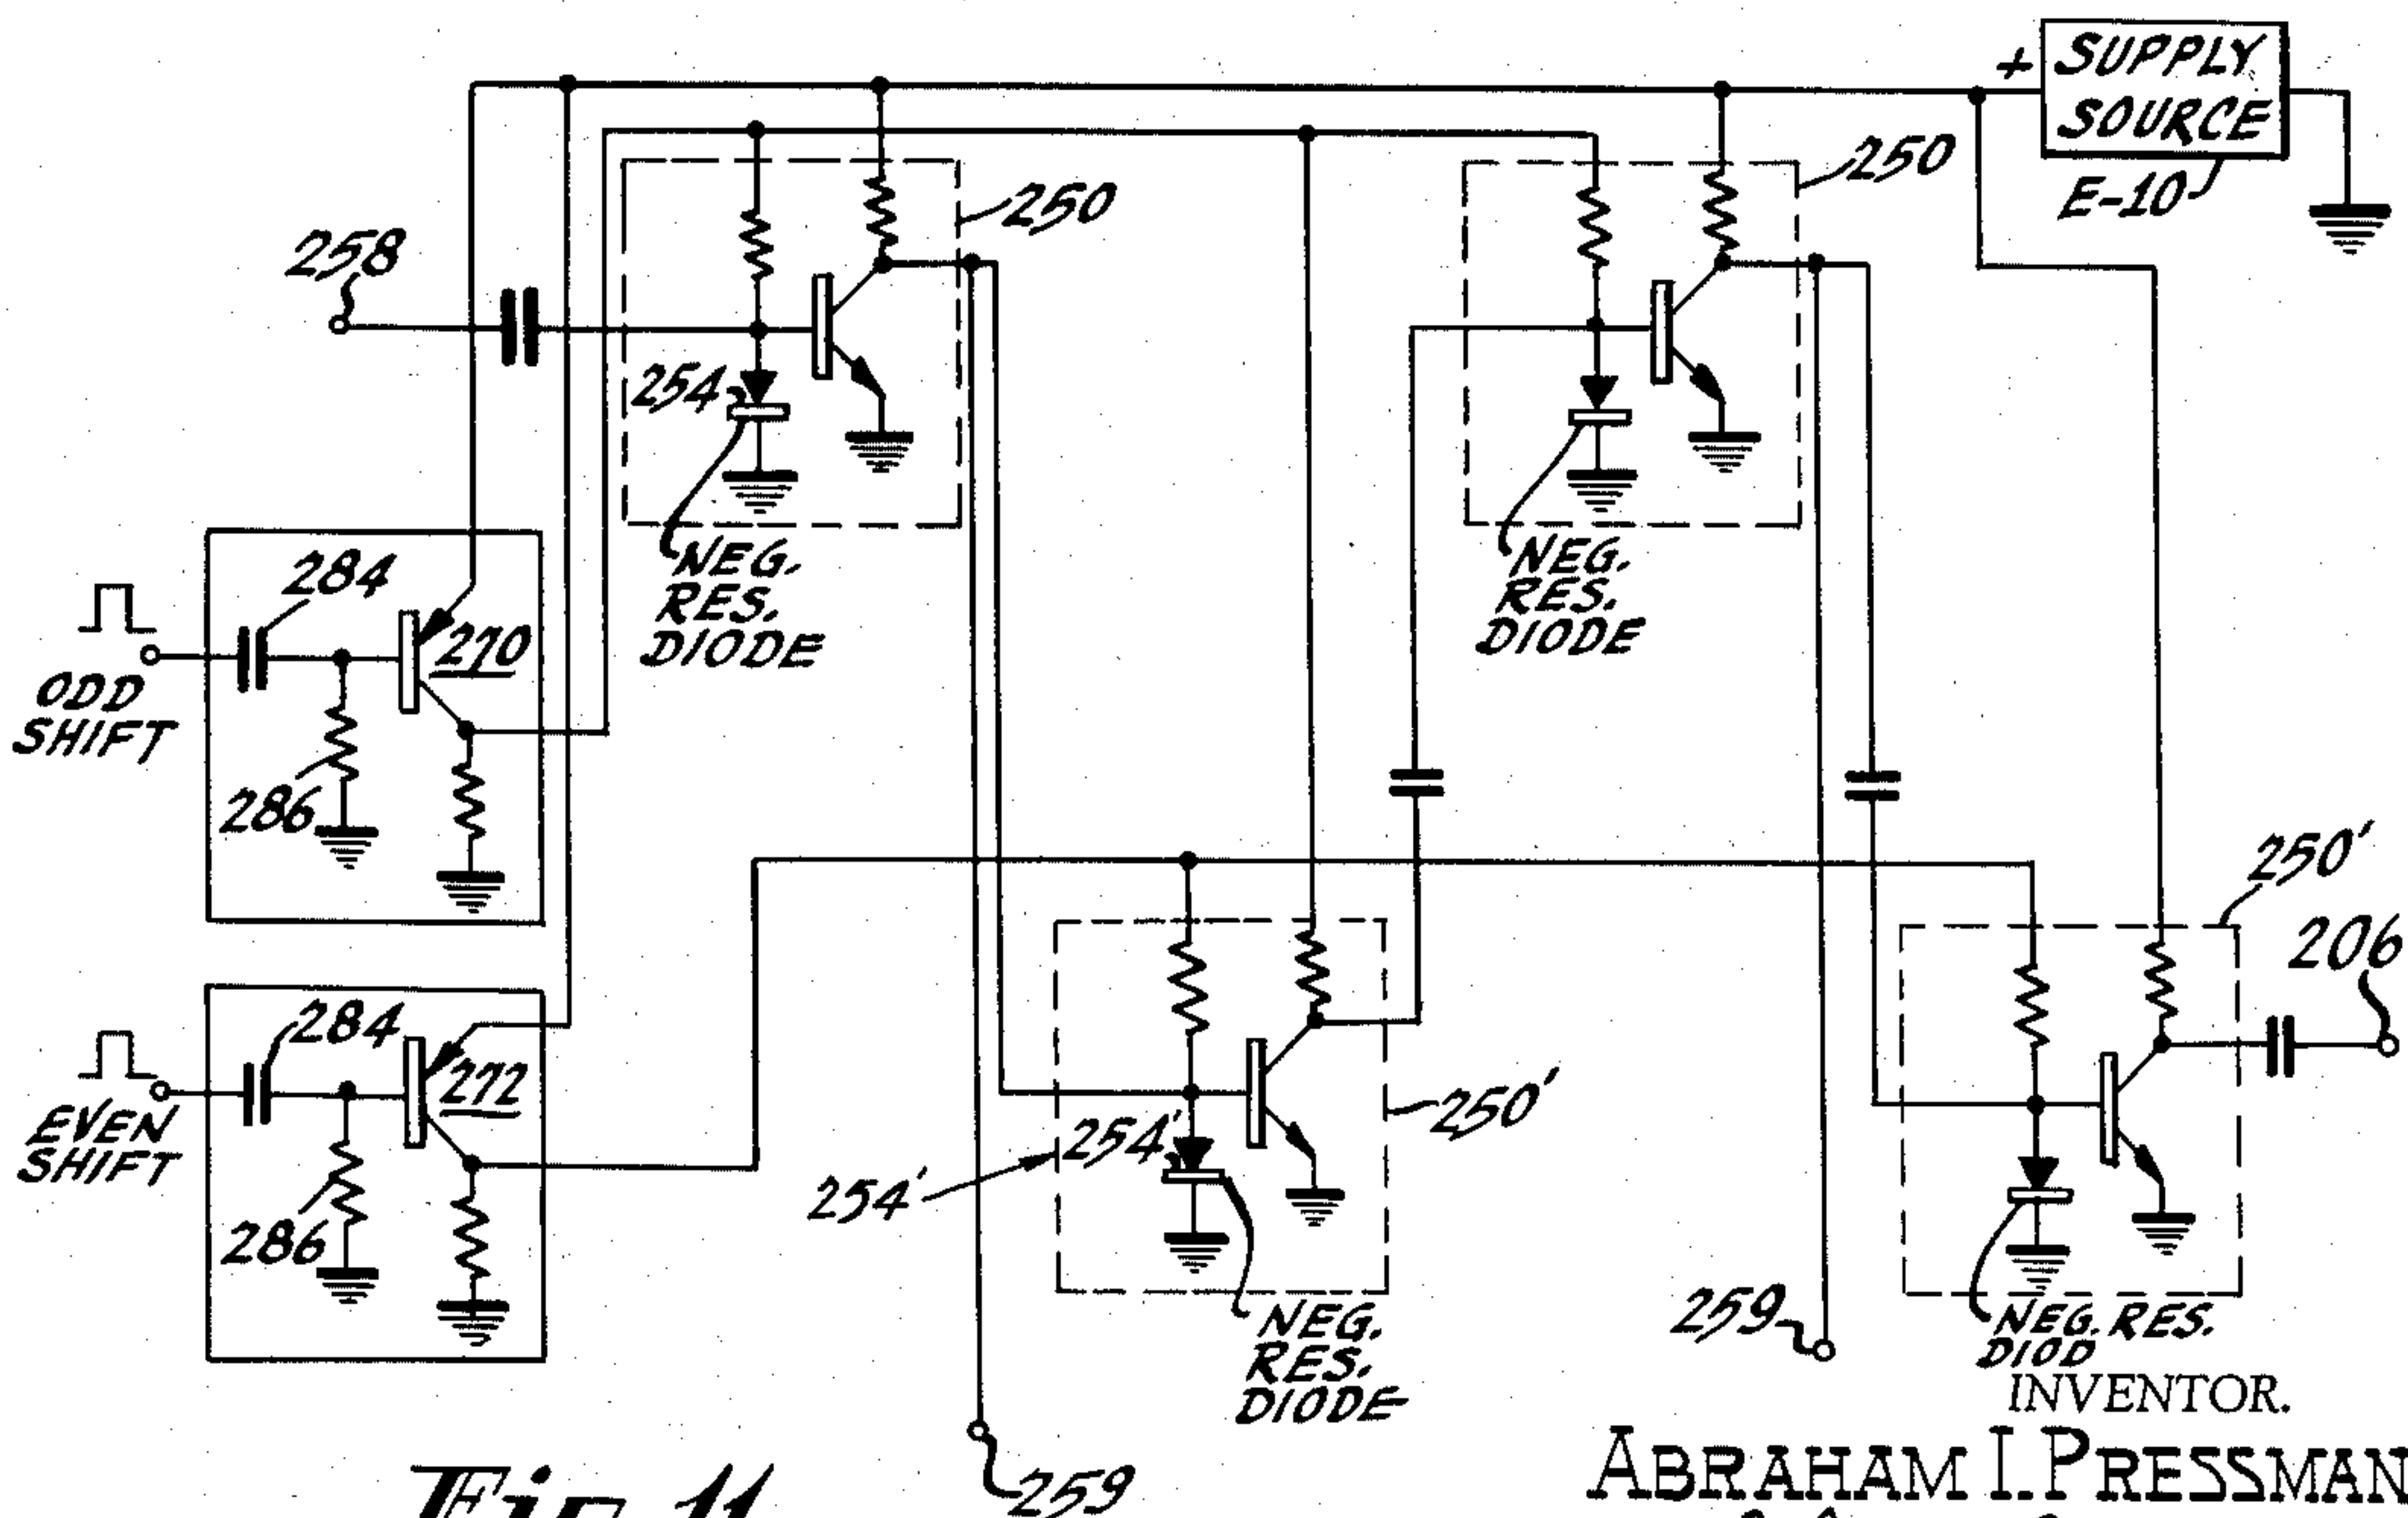 + SUPPLY
SOURCE
E-10
250
250
258
254
NEG.
RES.
DIODE
NEG.
RES.
DIODE
284
270
ODD
SHIFT
286
250'
206
284
272
EVEN
SHIFT
286
254'
254'
250'
259
NEG.
RES.
DIODE
NEG. RES.
DIOD
INVENTOR.
259
Fig. 11
ABRAHAM I. PRESSMAN